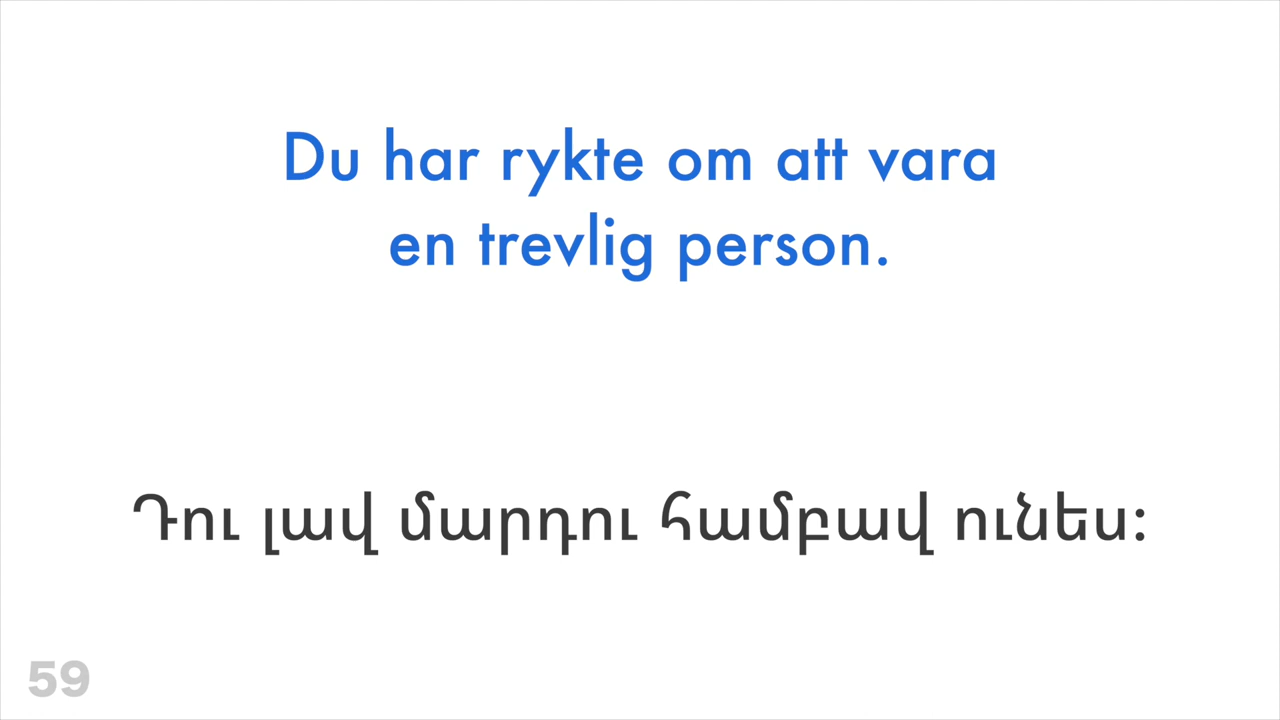 Du har rykte om att vara
en trevlig person.
Դու լավ մարդու համբավ ունես:
59